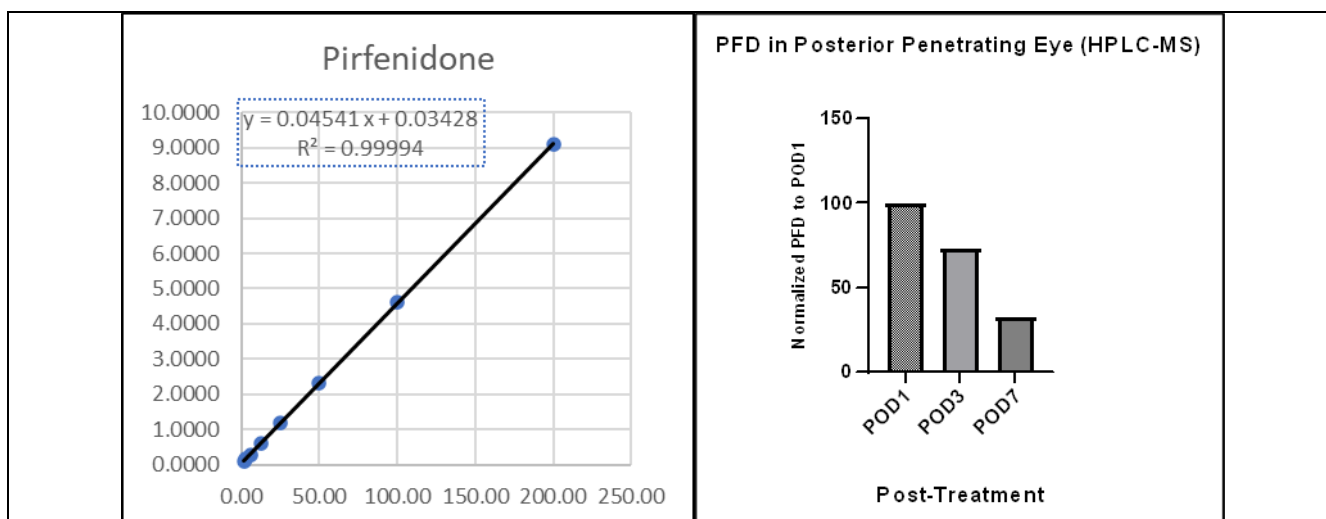 Pirfenidone
y = 0.04541 x + 0.03428
R² = 0.99994
10.0000
9.0000
8.0000
7.0000
6.0000
5.0000
4.0000
3.0000
2.0000
1.0000
0.0000
0.00 50.00 100.00 150.00 200.00 250.00
PFD in Posterior Penetrating Eye (HPLC-MS)
Normalized PFD to POD1
150
100
50
0
POD1 POD3 POD7
Post-Treatment